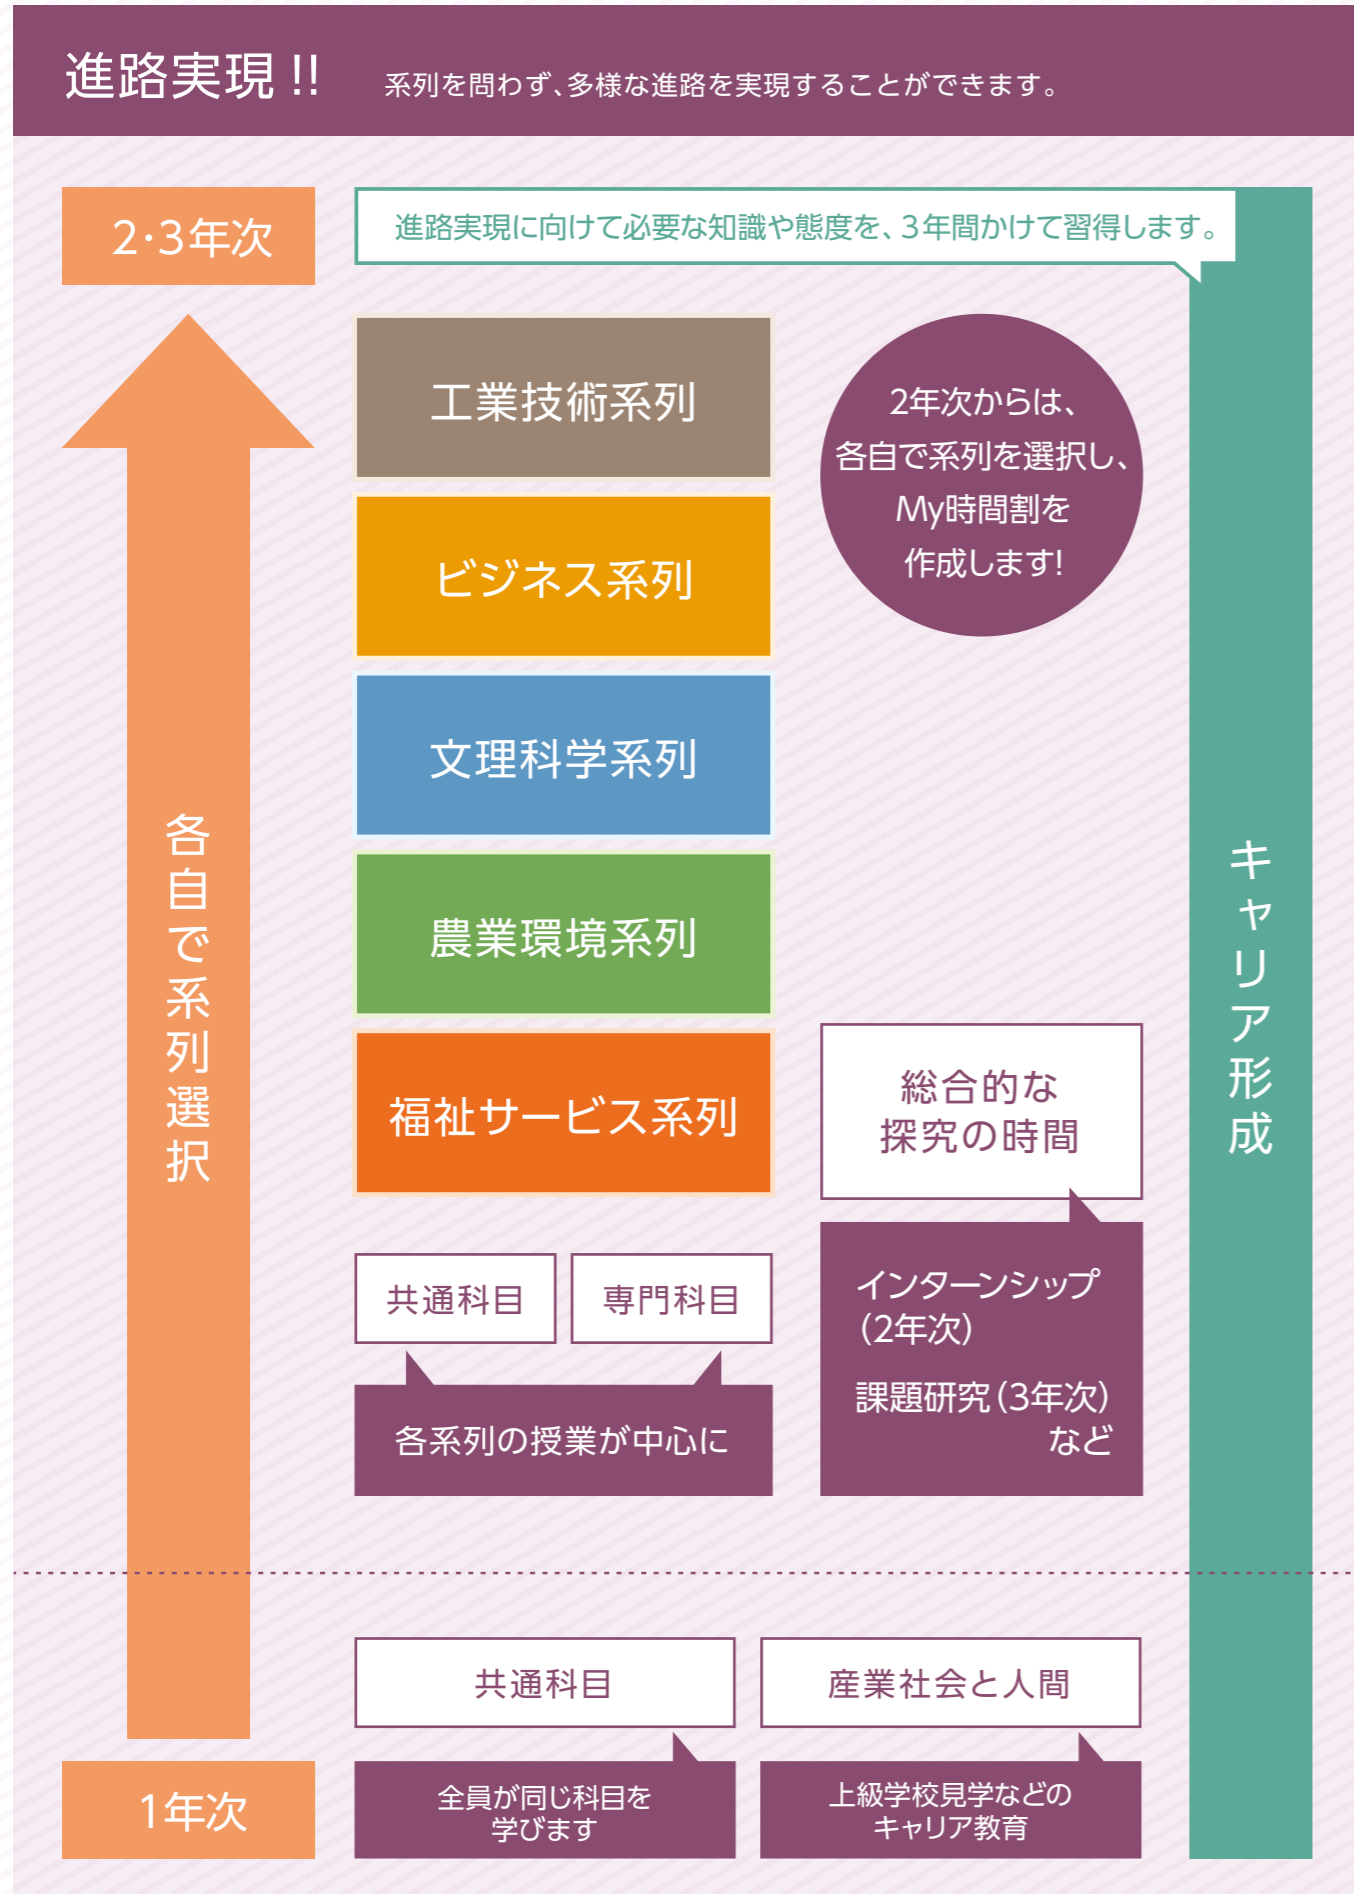 進路実現!!
系列を問わず、多様な進路を実現することができます。
2・3年次
進路実現に向けて必要な知識や態度を、3年間かけて習得します。
工業技術系列
ビジネス系列
文理科学系列
農業環境系列
福祉サービス系列
2年次からは、
各自で系列を選択し、
My時間割を
作成します!
各自で系列選択
キャリア形成
総合的な
探究の時間
インターンシップ
(2年次)
課題研究(3年次)
など
共通科目
専門科目
各系列の授業が中心に
共通科目
産業社会と人間
1年次
全員が同じ科目を
学びます
上級学校見学などの
キャリア教育